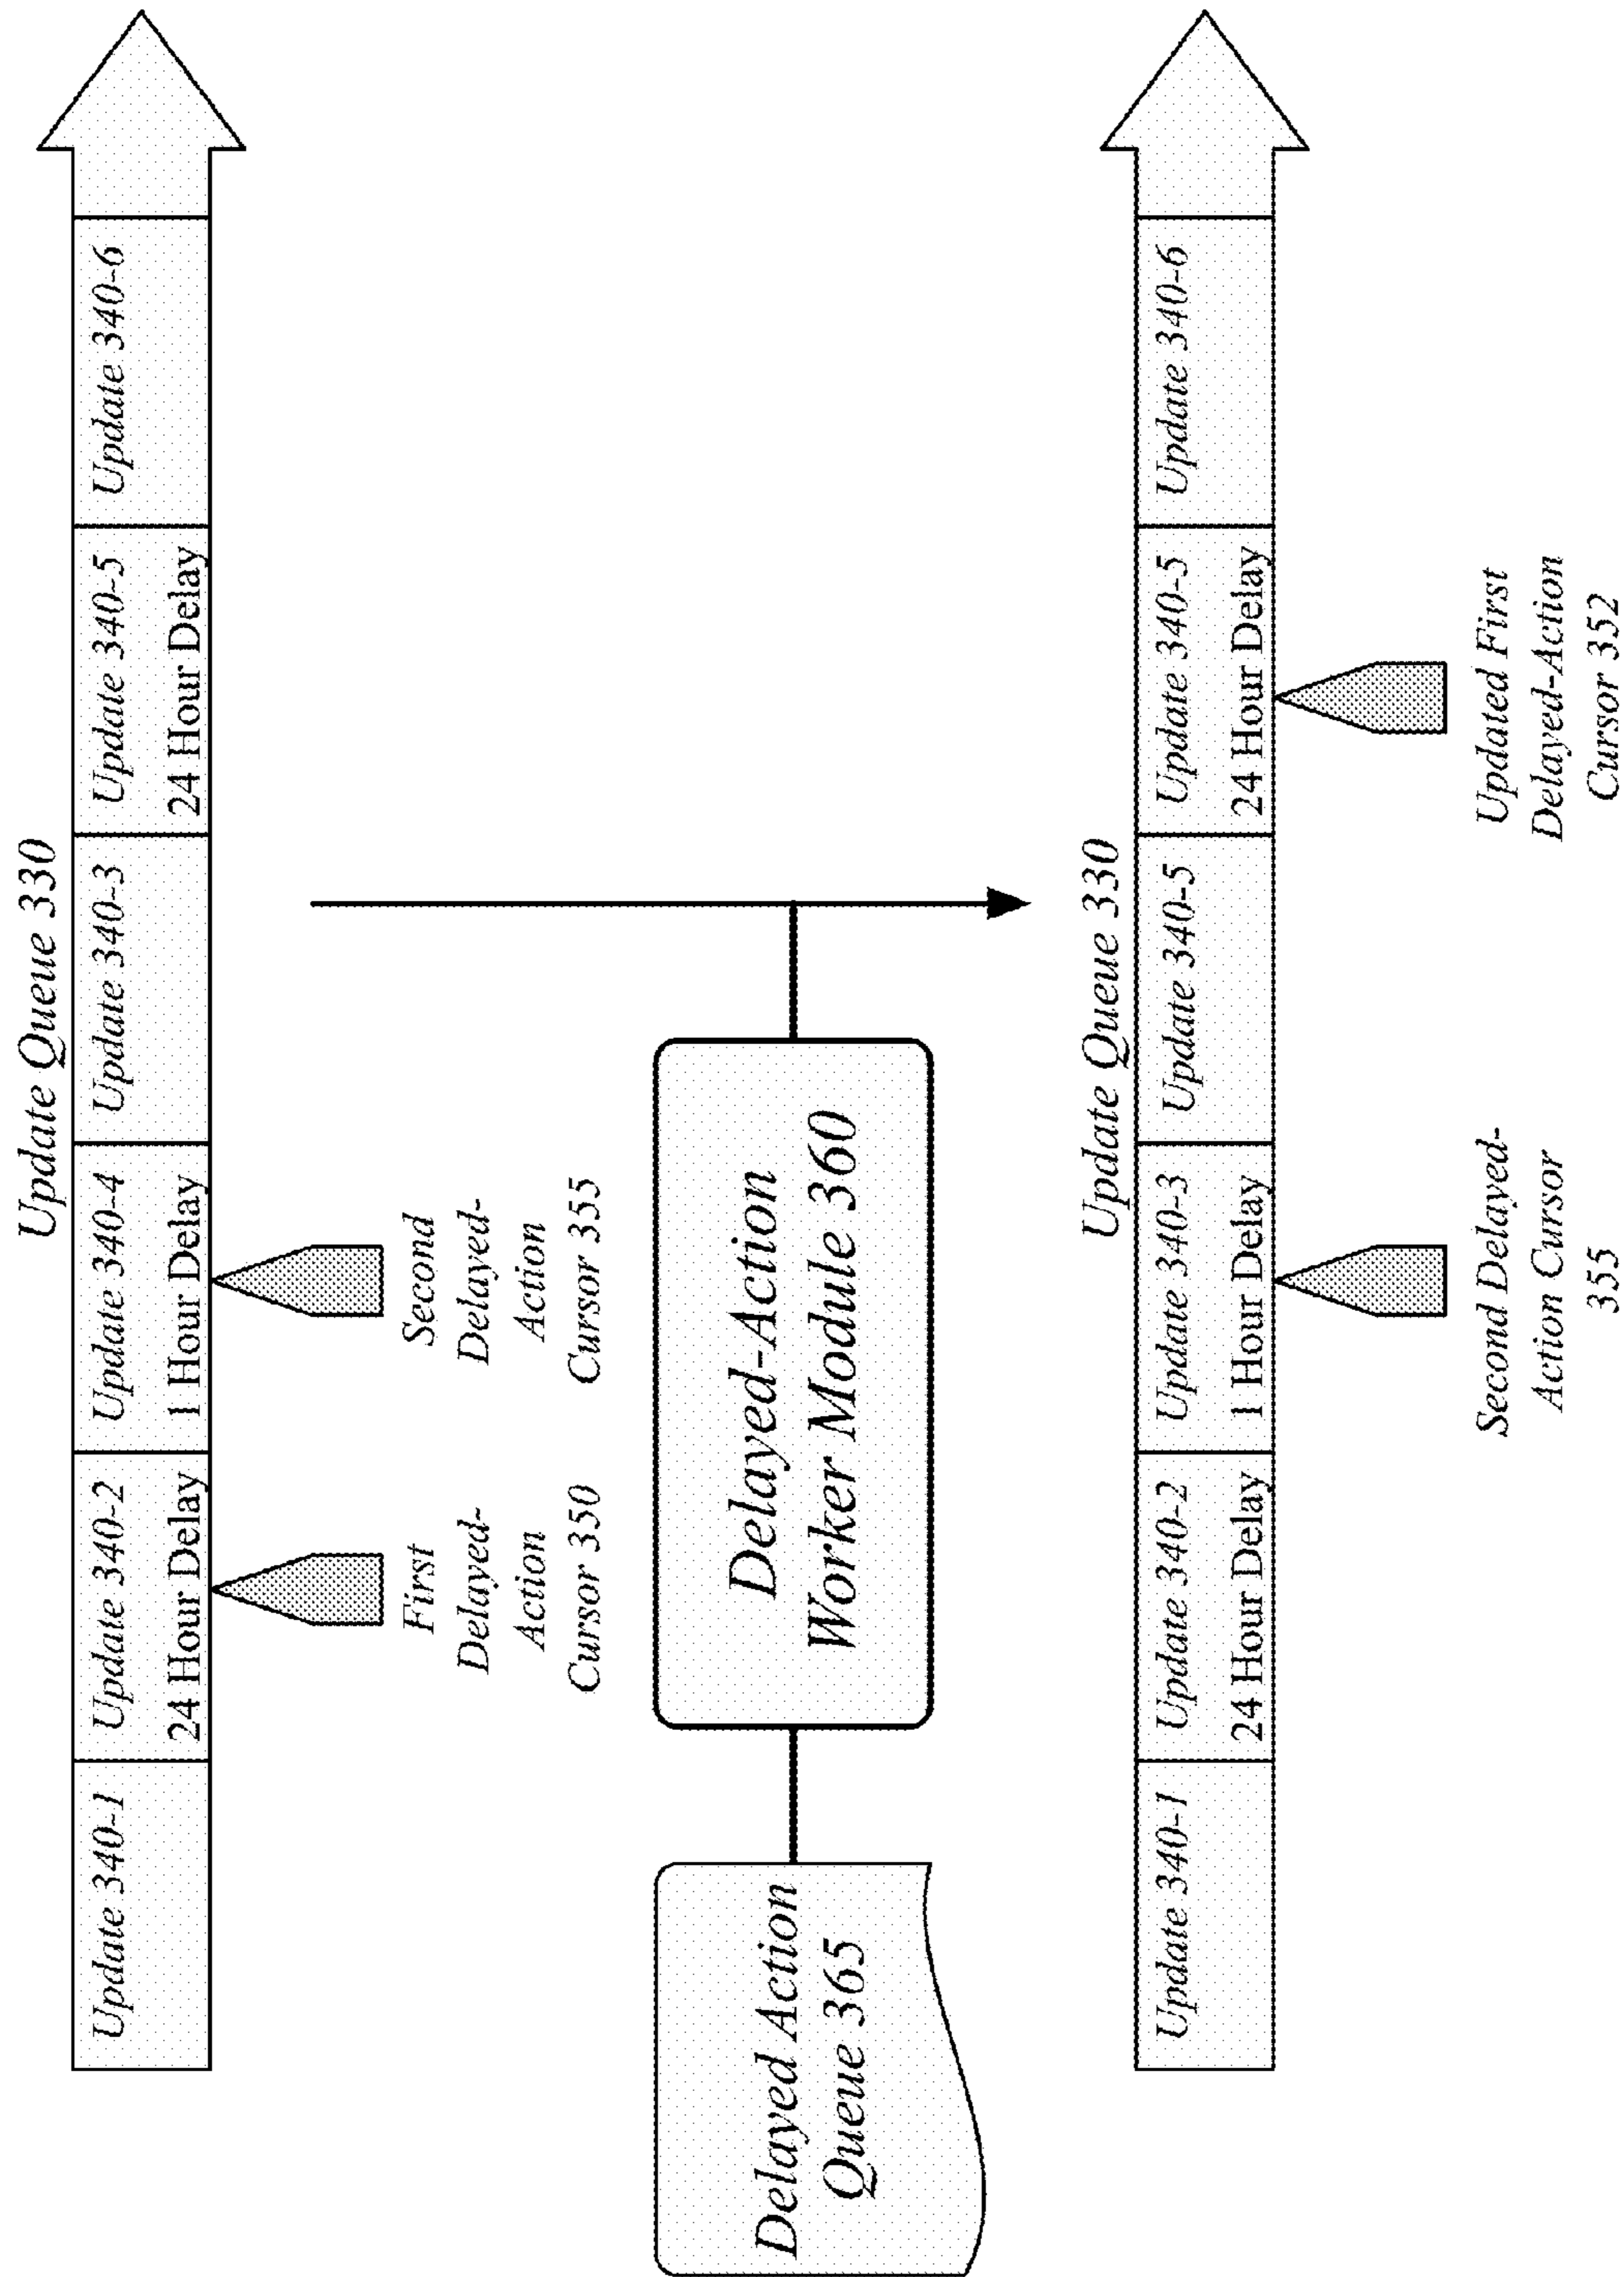 Update Queue 330
Update 340-1
Update 340-2
24 Hour Delay
Update 340-4
1 Hour Delay
Update 340-3
Update 340-5
24 Hour Delay
Update 340-6
First
Delayed-
Action
Cursor 350
Second
Delayed-
Action
Cursor 355
Delayed Action
Queue 365
Delayed-Action
Worker Module 360
Update Queue 330
Update 340-1
Update 340-2
24 Hour Delay
Update 340-3
1 Hour Delay
Update 340-5
Update 340-5
24 Hour Delay
Update 340-6
Second Delayed-
Action Cursor
355
Updated First
Delayed-Action
Cursor 352